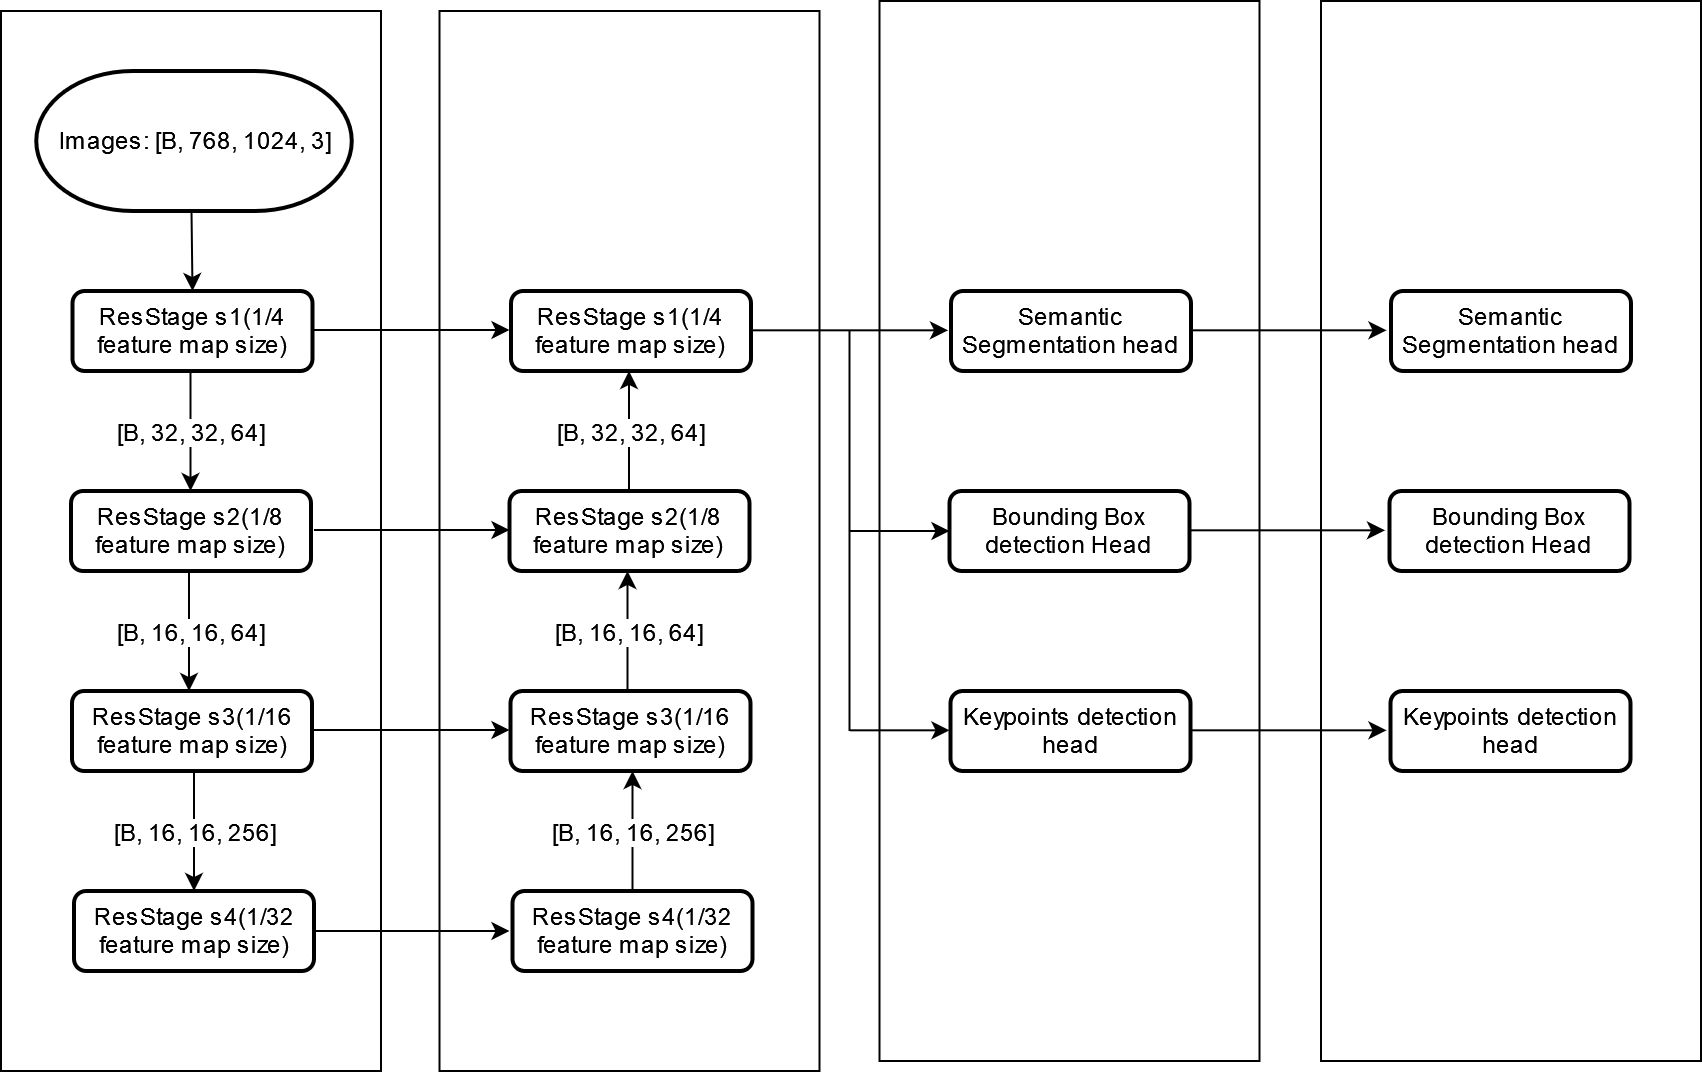 Images: [B, 768, 1024, 3]
ResStage s1(1/4
feature map size)
[B, 32, 32, 64]
ResStage s2(1/8
feature map size)
[B, 16, 16, 64]
ResStage s3(1/16
feature map size)
[B, 16, 16, 256]
ResStage s4(1/32
feature map size)
ResStage s1(1/4
feature map size)
[B, 32, 32, 64]
ResStage s2(1/8
feature map size)
[B, 16, 16, 64]
ResStage s3(1/16
feature map size)
[B, 16, 16, 256]
ResStage s4(1/32
feature map size)
Semantic
Segmentation head
Bounding Box
detection Head
Keypoints detection
head
Semantic
Segmentation head
Bounding Box
detection Head
Keypoints detection
head